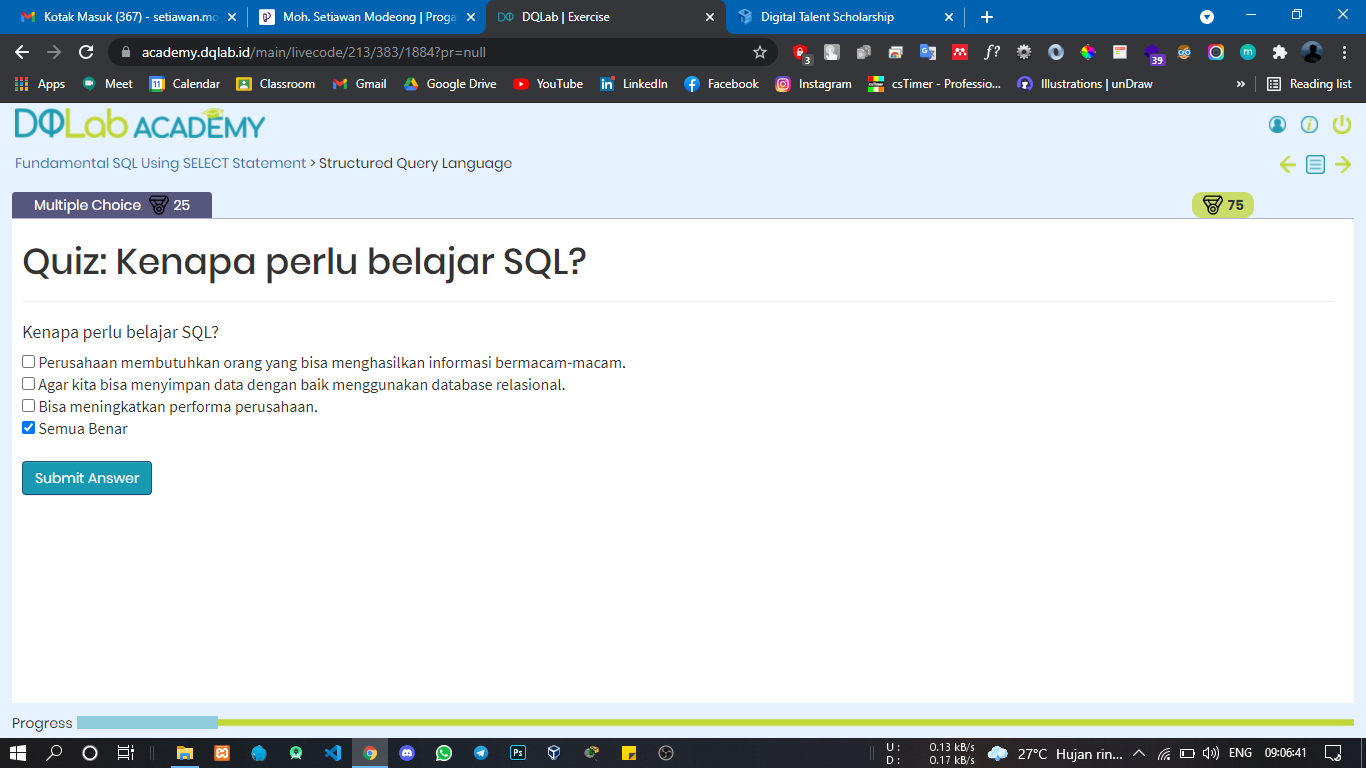 Kotak Masuk (367) - setiawan.mo
Moh. Setiawan Modeong | Proga
DQLab | Exercise
Digital Talent Scholarship
academy.dqlab.id/main/livecode/213/383/1884?pr=null
3
f?
39
m
Apps
Meet
Calendar
Classroom
Gmail
Google Drive
YouTube
LinkedIn
Facebook
Instagram
csTimer - Professio...
Illustrations | unDraw
»
Reading list
DQLab ACADEMY
Fundamental SQL Using SELECT Statement > Structured Query Language
Multiple Choice 25
75
Quiz: Kenapa perlu belajar SQL?
Kenapa perlu belajar SQL?
Perusahaan membutuhkan orang yang bisa menghasilkan informasi bermacam-macam.
Agar kita bisa menyimpan data dengan baik menggunakan database relasional.
Bisa meningkatkan performa perusahaan.
Semua Benar
Submit Answer
Progress
Ps
U : 0.13 kB/s
D : 0.17 kB/s
27°C Hujan rin...
ENG
09:06:41